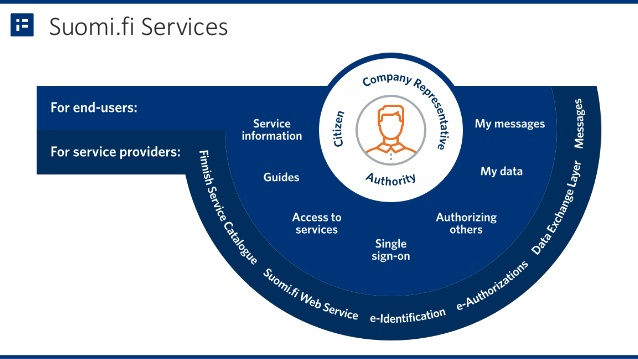 Suomi.fi Services
For end-users:
For service providers:
Citizen
Company Representative
Authority
Service
information
Guides
Access to
services
Single
sign-on
Authorizing
others
My data
My messages
Finnish Service Catalogue
Suomi.fi Web Service
e-Identification
e-Authorizations
Data Exchange Layer
Messages